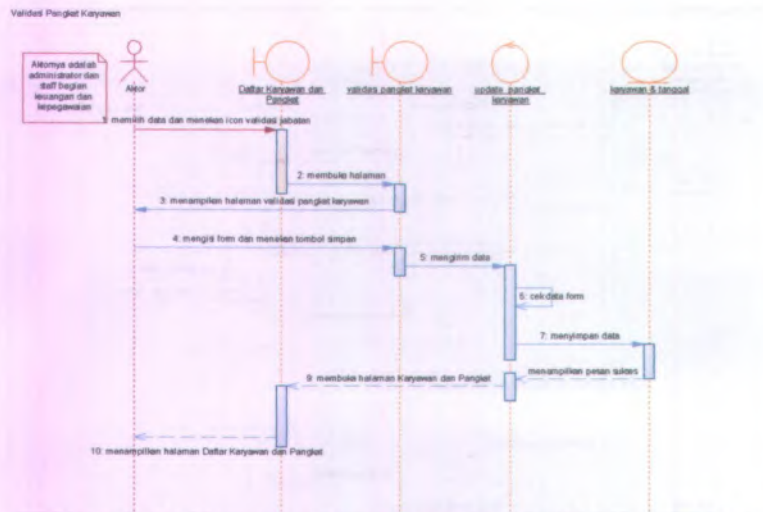 Validasi Pangkat Karyawan
Aktornya adalah
administrator dan
staff bagian
keuangan dan
kepegawaian
Aktor
Daftar Karyawan dan
Pangkat
validasi pangkat karyawan
update pangkat
karyawan
karyawan & tanggal
1: memilih data dan menekan icon validasi jabatan
2: membuka halaman
3: menampilkan halaman validasi pangkat karyawan
4: mengisi form dan menekan tombol simpan
5: mengirim data
6: cek data form
7: menyimpan data
menampilkan pesan sukses
9: membuka halaman Karyawan dan Pangkat
10: menampilkan halaman Daftar Karyawan dan Pangkat